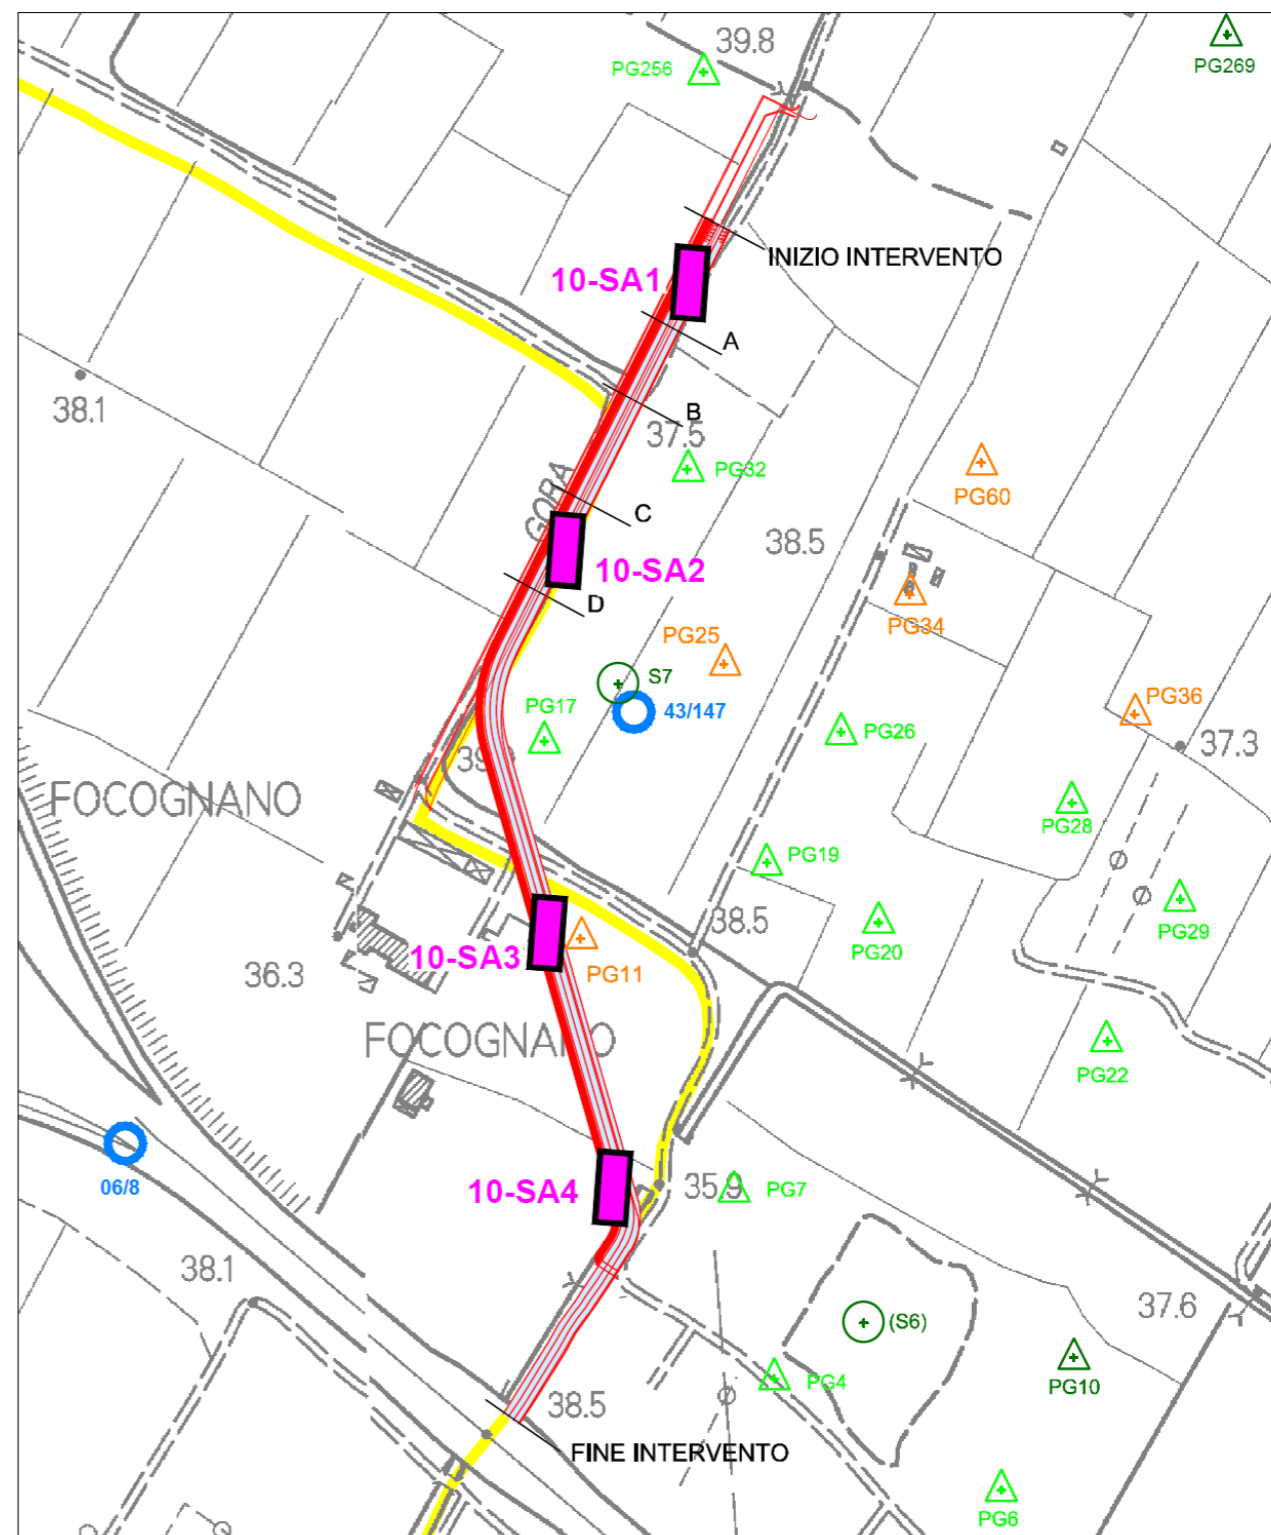 39.8
PG256
PG269
INIZIO INTERVENTO
10-SA1
A
38.1
B
37.5
PG32
PG60
GORA
C
38.5
10-SA2
D
PG34
PG25
S7
PG17
43/147
PG36
PG26
37.3
FOCOGNANO
PG28
PG19
38.5
PG20
PG29
10-SA3
36.3
PG11
FOCOGNANO
PG22
06/8
10-SA4
35.9
PG7
38.1
37.6
(S6)
PG4
PG10
38.5
FINE INTERVENTO
PG6